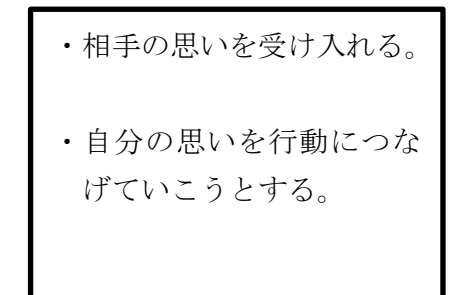 ・相手の思いを受け入れる。
・自分の思いを行動につな
げていこうとする。